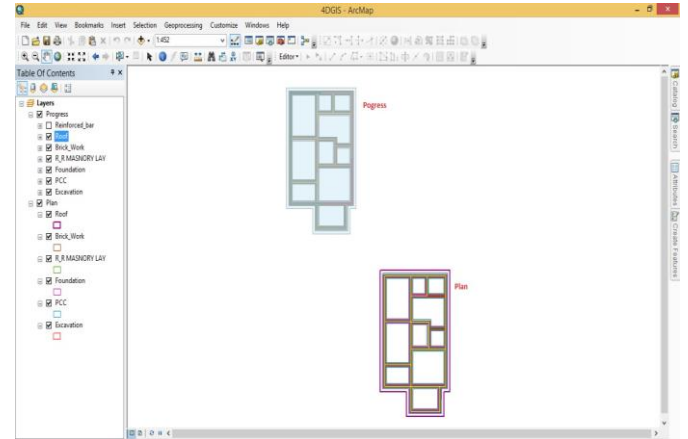 4DGIS - ArcMap
File Edit View Bookmarks Insert Selection Geoprocessing Customize Windows Help
1:452
Editor
Table Of Contents
Layers
Progress
Reinforced_bar
Roof
Brick_Work
R_R MASNORY LAY
Foundation
PCC
Excavation
Plan
Roof
Brick_Work
R_R MASNORY LAY
Foundation
PCC
Excavation
Pogress
Plan
Catalog
Search
Attributes
Create Features